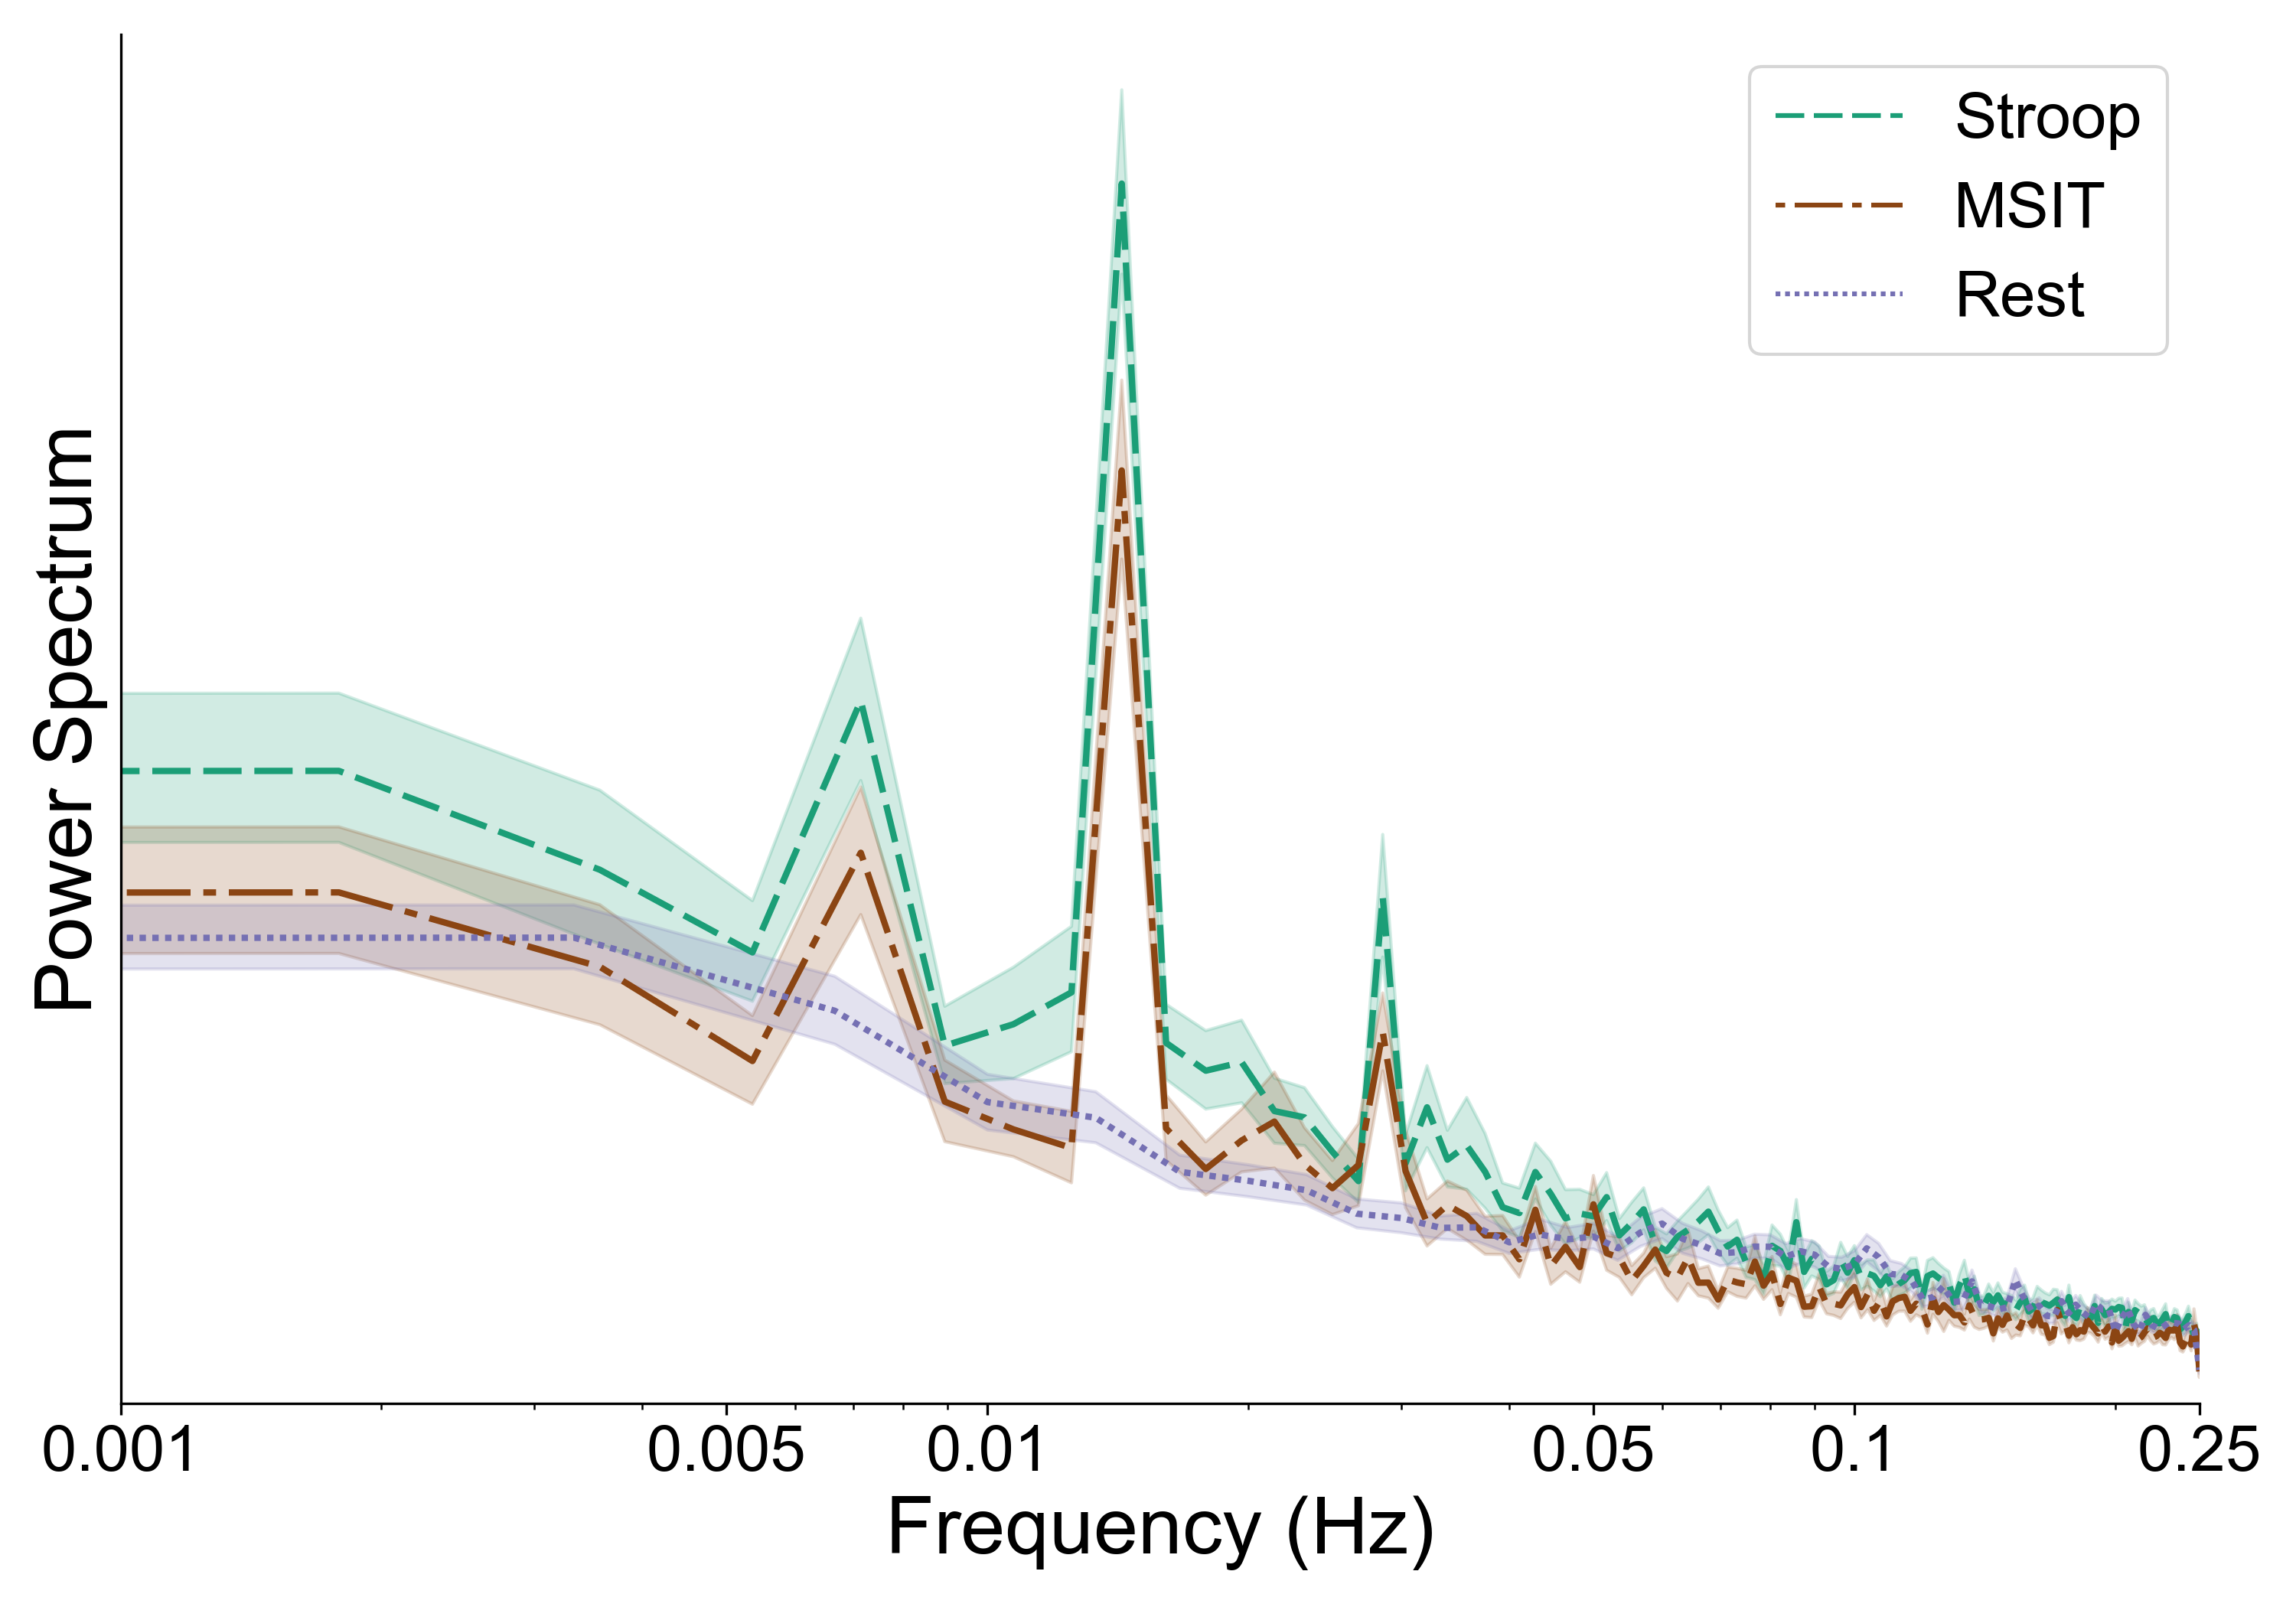 Stroop
MSIT
Rest
Power Spectrum
0.001
0.005
0.01
0.05
0.1
0.25
Frequency (Hz)